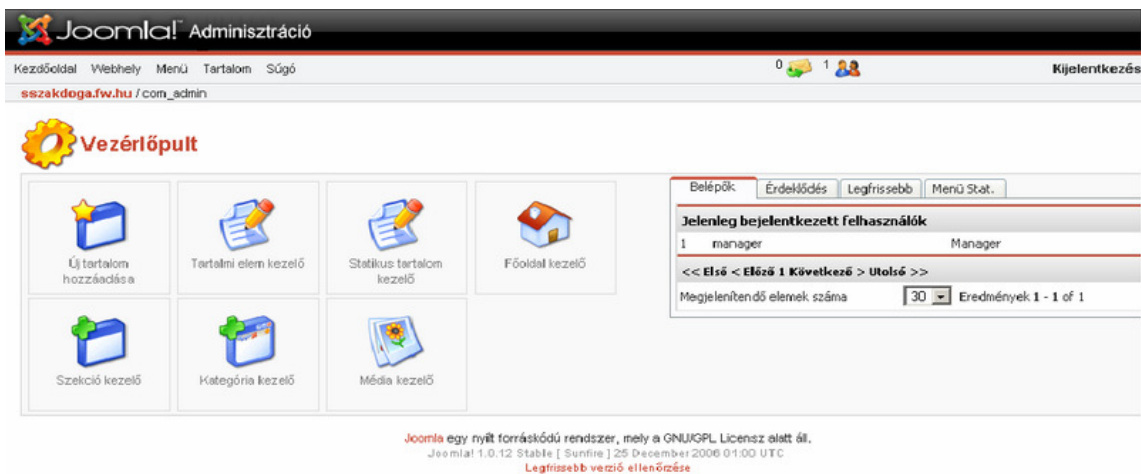 Joomla! Adminisztráció
Kezdőoldal Webhely Menü Tartalom Súgó 0 1 Kijelentkezés
sszakdoga.fw.hu / com_admin
Vezérlőpult
Új tartalom hozzáadása
Tartalmi elem kezelő
Statikus tartalom kezelő
Főoldal kezelő
Szekció kezelő
Kategória kezelő
Média kezelő
Belépők Érdeklődés Legfrissebb Menü Stat.
Jelenleg bejelentkezett felhasználók
1 manager Manager
<< Első < Előző 1 Következő > Utolsó >>
Megjelenítendő elemek száma 30 Eredmények 1 - 1 of 1
Joomla egy nyílt forráskódú rendszer, mely a GNU/GPL Licensz alatt áll.
Joomla! 1.0.12 Stable [ Sunfire ] 25 December 2006 01:00 UTC
Legfrissebb verzió ellenőrzése